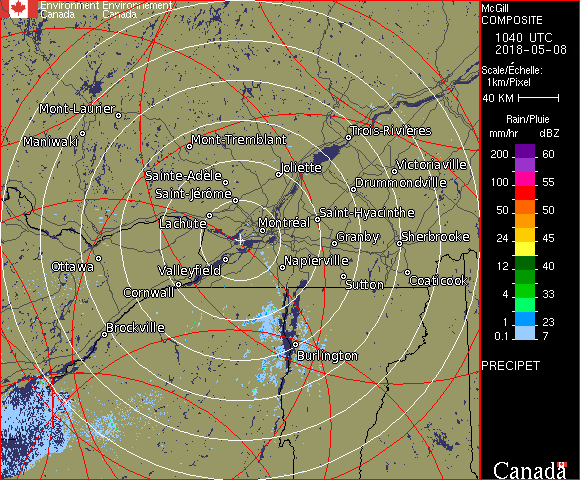 Environment Environnement
Canada Canada
Mont-Laurier
Maniwaki
Mont-Tremblant
Trois-Rivières
Sainte-Adèle
Joliette
Victoriaville
Saint-Jérôme
Drummondville
Lachute
Montréal
Saint-Hyacinthe
Granby
Sherbrooke
Ottawa
Valleyfield
Napierville
Cornwall
Sutton
Coaticook
Brockville
Burlington
McGill
COMPOSITE
1040 UTC
2018-05-08
Scale/Échelle:
1km/Pixel
40 KM
Rain/Pluie
mm/hr dBZ
200 60
100 55
50 50
24 45
12 40
4 33
1 23
0.1 7
PRECIPET
Canada